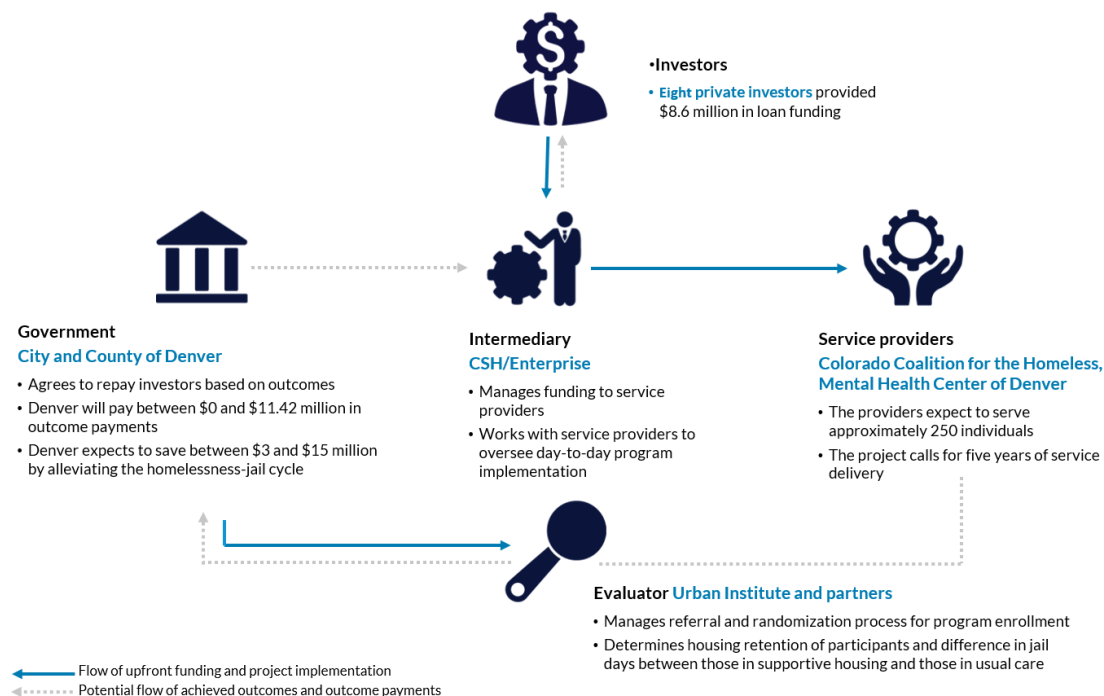 $
•Investors
• Eight private investors provided
$8.6 million in loan funding
Government
City and County of Denver
• Agrees to repay investors based on outcomes
• Denver will pay between $0 and $11.42 million in
outcome payments
• Denver expects to save between $3 and $15 million
by alleviating the homelessness-jail cycle
Intermediary
CSH/Enterprise
• Manages funding to service
providers
• Works with service providers to
oversee day-to-day program
implementation
Service providers
Colorado Coalition for the Homeless,
Mental Health Center of Denver
• The providers expect to serve
approximately 250 individuals
• The project calls for five years of service
delivery
Evaluator Urban Institute and partners
• Manages referral and randomization process for program enrollment
• Determines housing retention of participants and difference in jail
days between those in supportive housing and those in usual care
Flow of upfront funding and project implementation
Potential flow of achieved outcomes and outcome payments